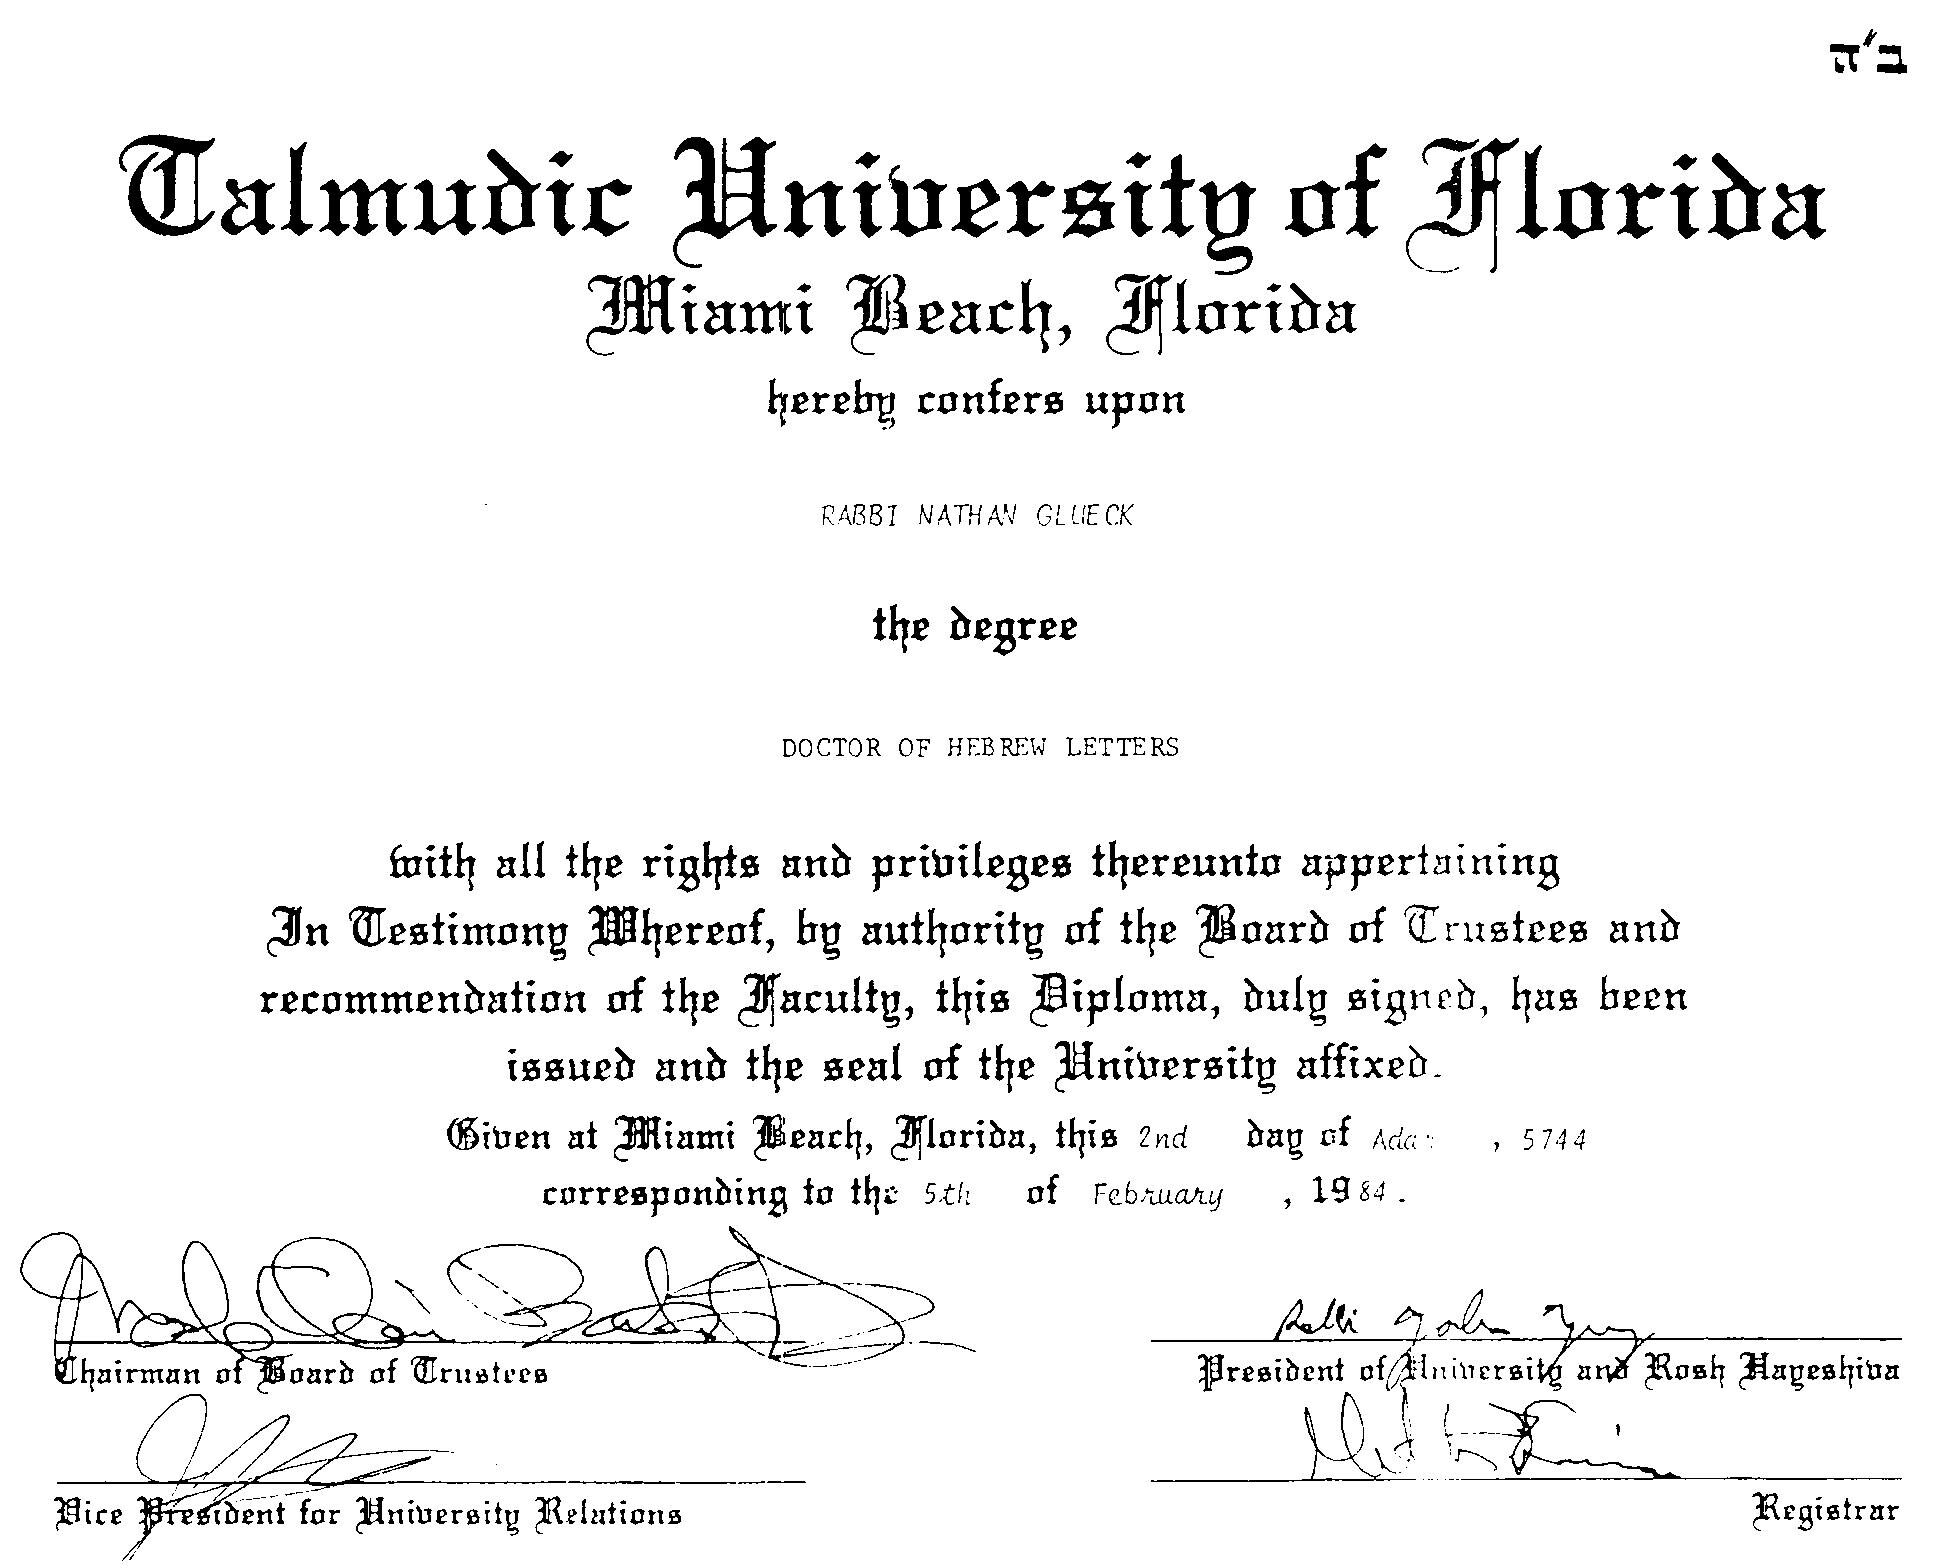 ב"ה
Talmudic University of Florida
Miami Beach, Florida
hereby confers upon
RABBI NATHAN GLUECK
the degree
DOCTOR OF HEBREW LETTERS
with all the rights and privileges thereunto appertaining
In Testimony Whereof, by authority of the Board of Trustees and
recommendation of the Faculty, this Diploma, duly signed, has been
issued and the seal of the University affixed.
Given at Miami Beach, Florida, this 2nd day of Adar, 5744
corresponding to the 5th of February, 1984.
Rabbi
Chairman of Board of Trustees
President of University and Rosh Hayeshiva
Vice President for University Relations
Registrar